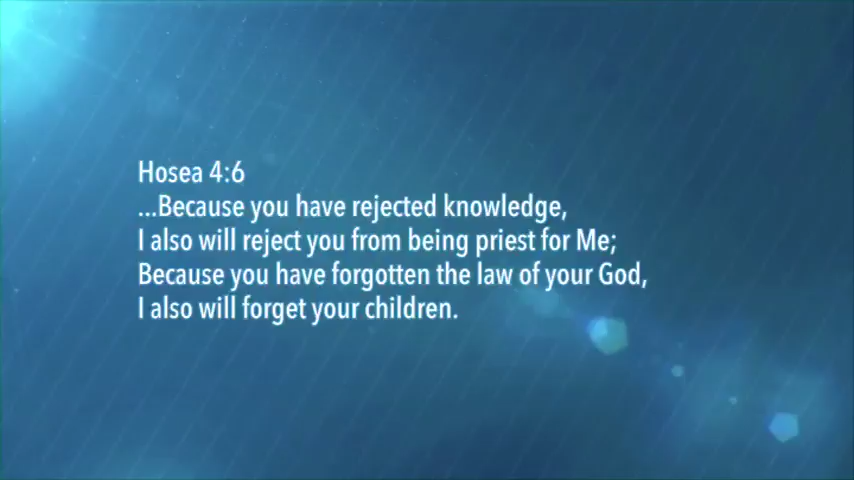 Hosea 4:6
...Because you have rejected knowledge,
I also will reject you from being priest for Me;
Because you have forgotten the law of your God,
I also will forget your children.